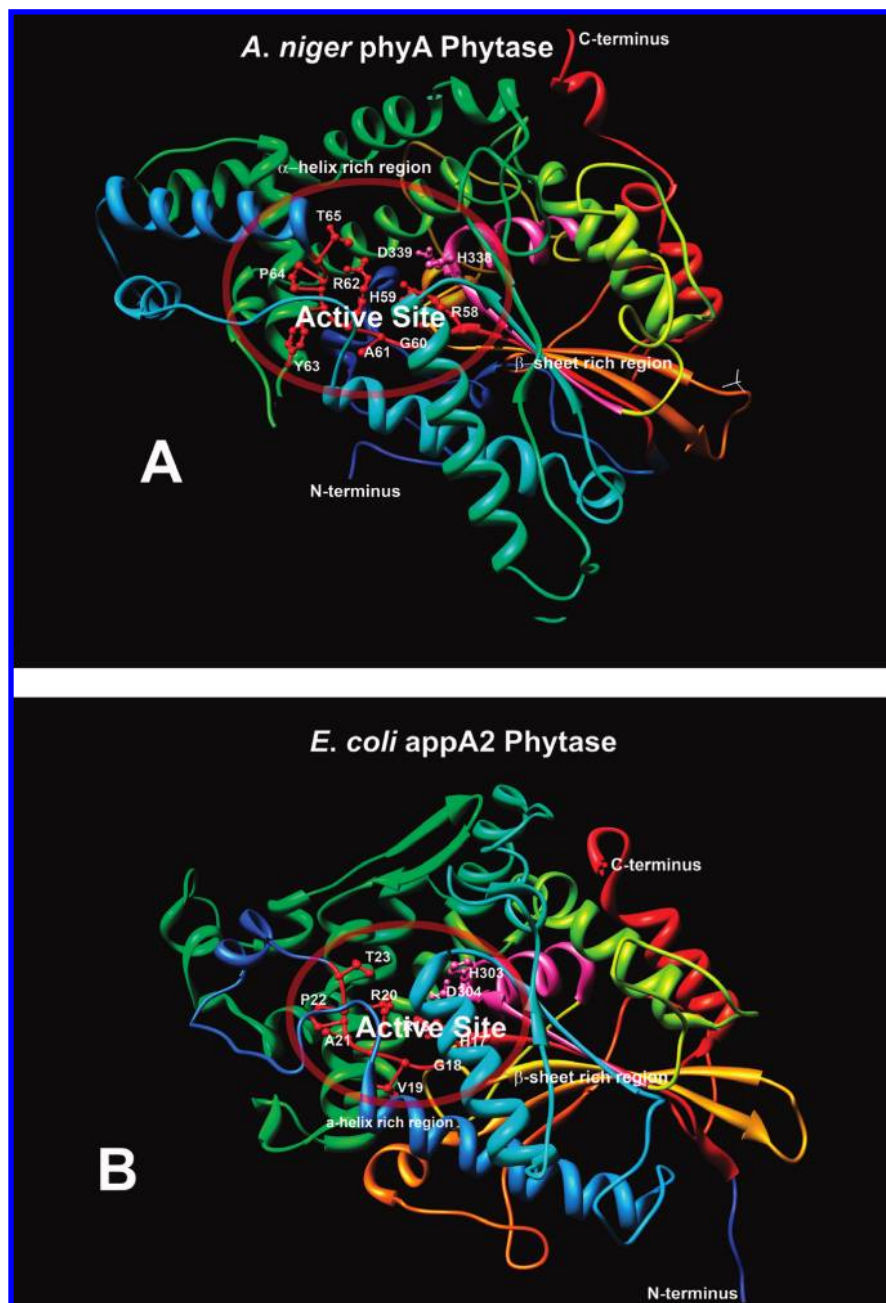 A. niger phyA Phytase
C-terminus
α-helix rich region
T65
D339
H338
P64
R62
H59
Active Site
R58
G60
A61
Y63
β-sheet rich region
A
N-terminus
E. coli appA2 Phytase
C-terminus
T23
H303
D304
P22
R20
Active Site
H17
A21
G18
V19
β-sheet rich region
a-helix rich region
B
N-terminus